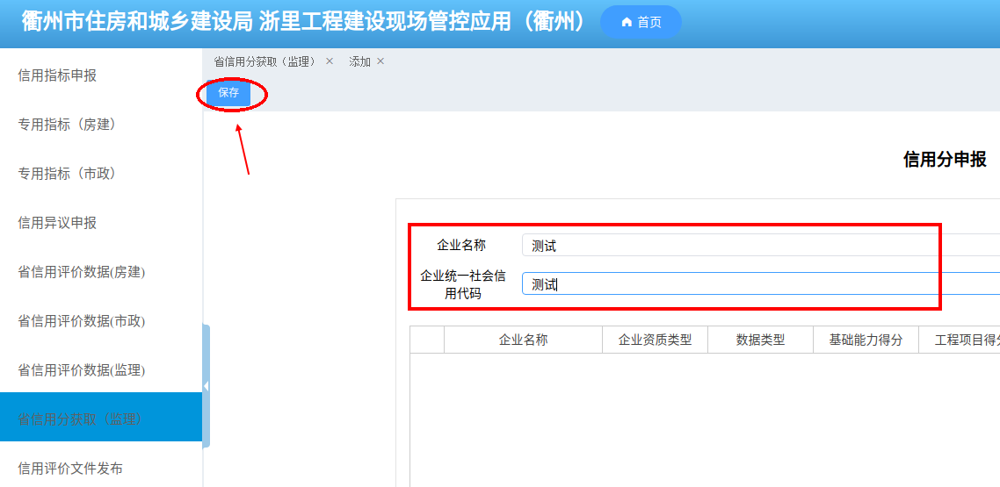 衢州市住房和城乡建设局 浙里工程建设现场管控应用（衢州） 首页
省信用分获取（监理） × 添加 ×
保存
信用指标申报
专用指标（房建）
专用指标（市政）
信用异议申报
省信用评价数据(房建)
省信用评价数据(市政)
省信用评价数据(监理)
省信用分获取（监理）
信用评价文件发布
信用分申报
企业名称 测试
企业统一社会信
用代码 测试
企业名称 企业资质类型 数据类型 基础能力得分 工程项目得分